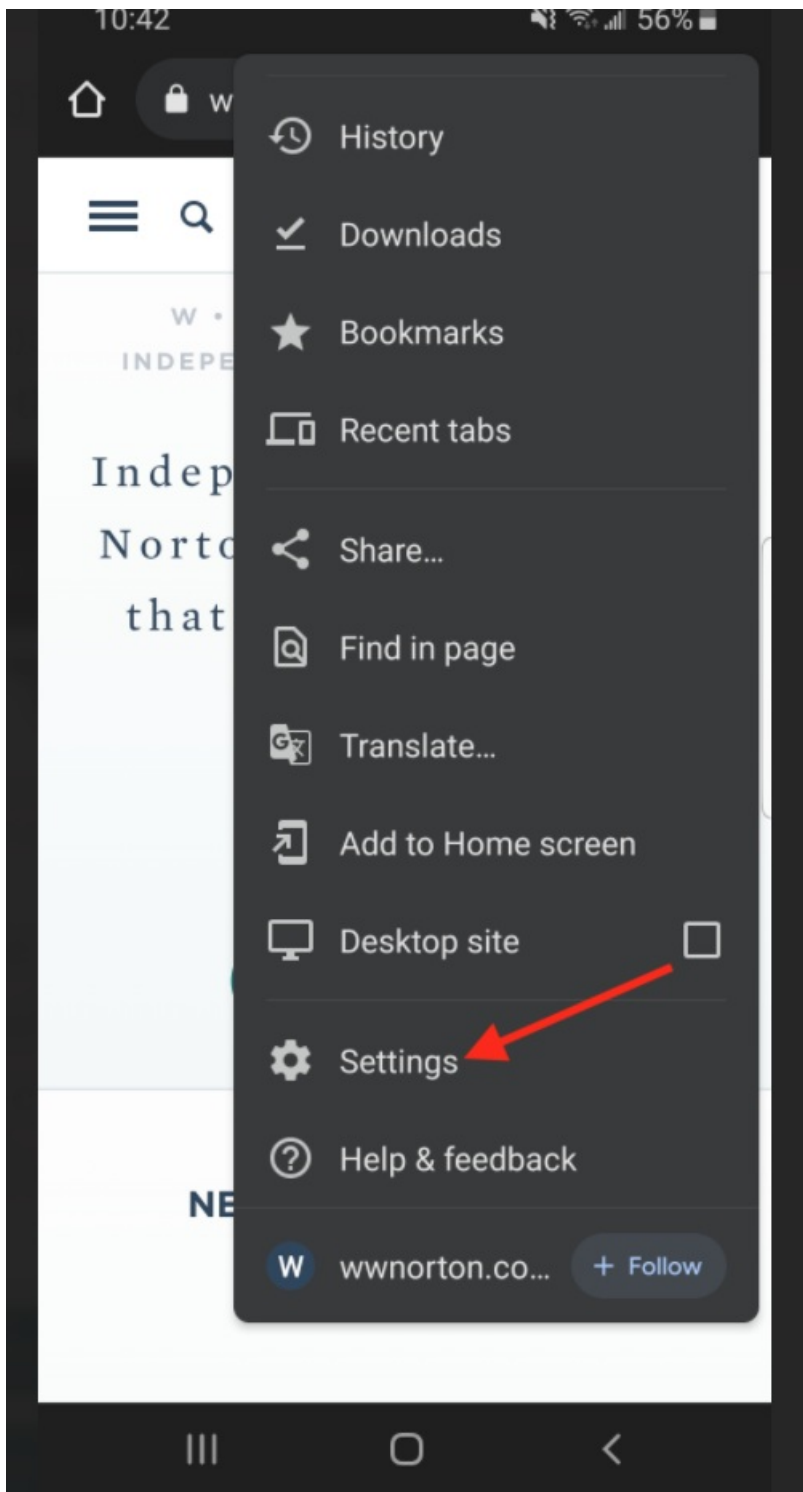 10:42
56%
w
History
Downloads
W •
Bookmarks
INDEPE
Recent tabs
Indep
Norto
Share...
that
Find in page
Translate...
Add to Home screen
Desktop site
Settings
Help & feedback
NE
W wwnorton.co... + Follow